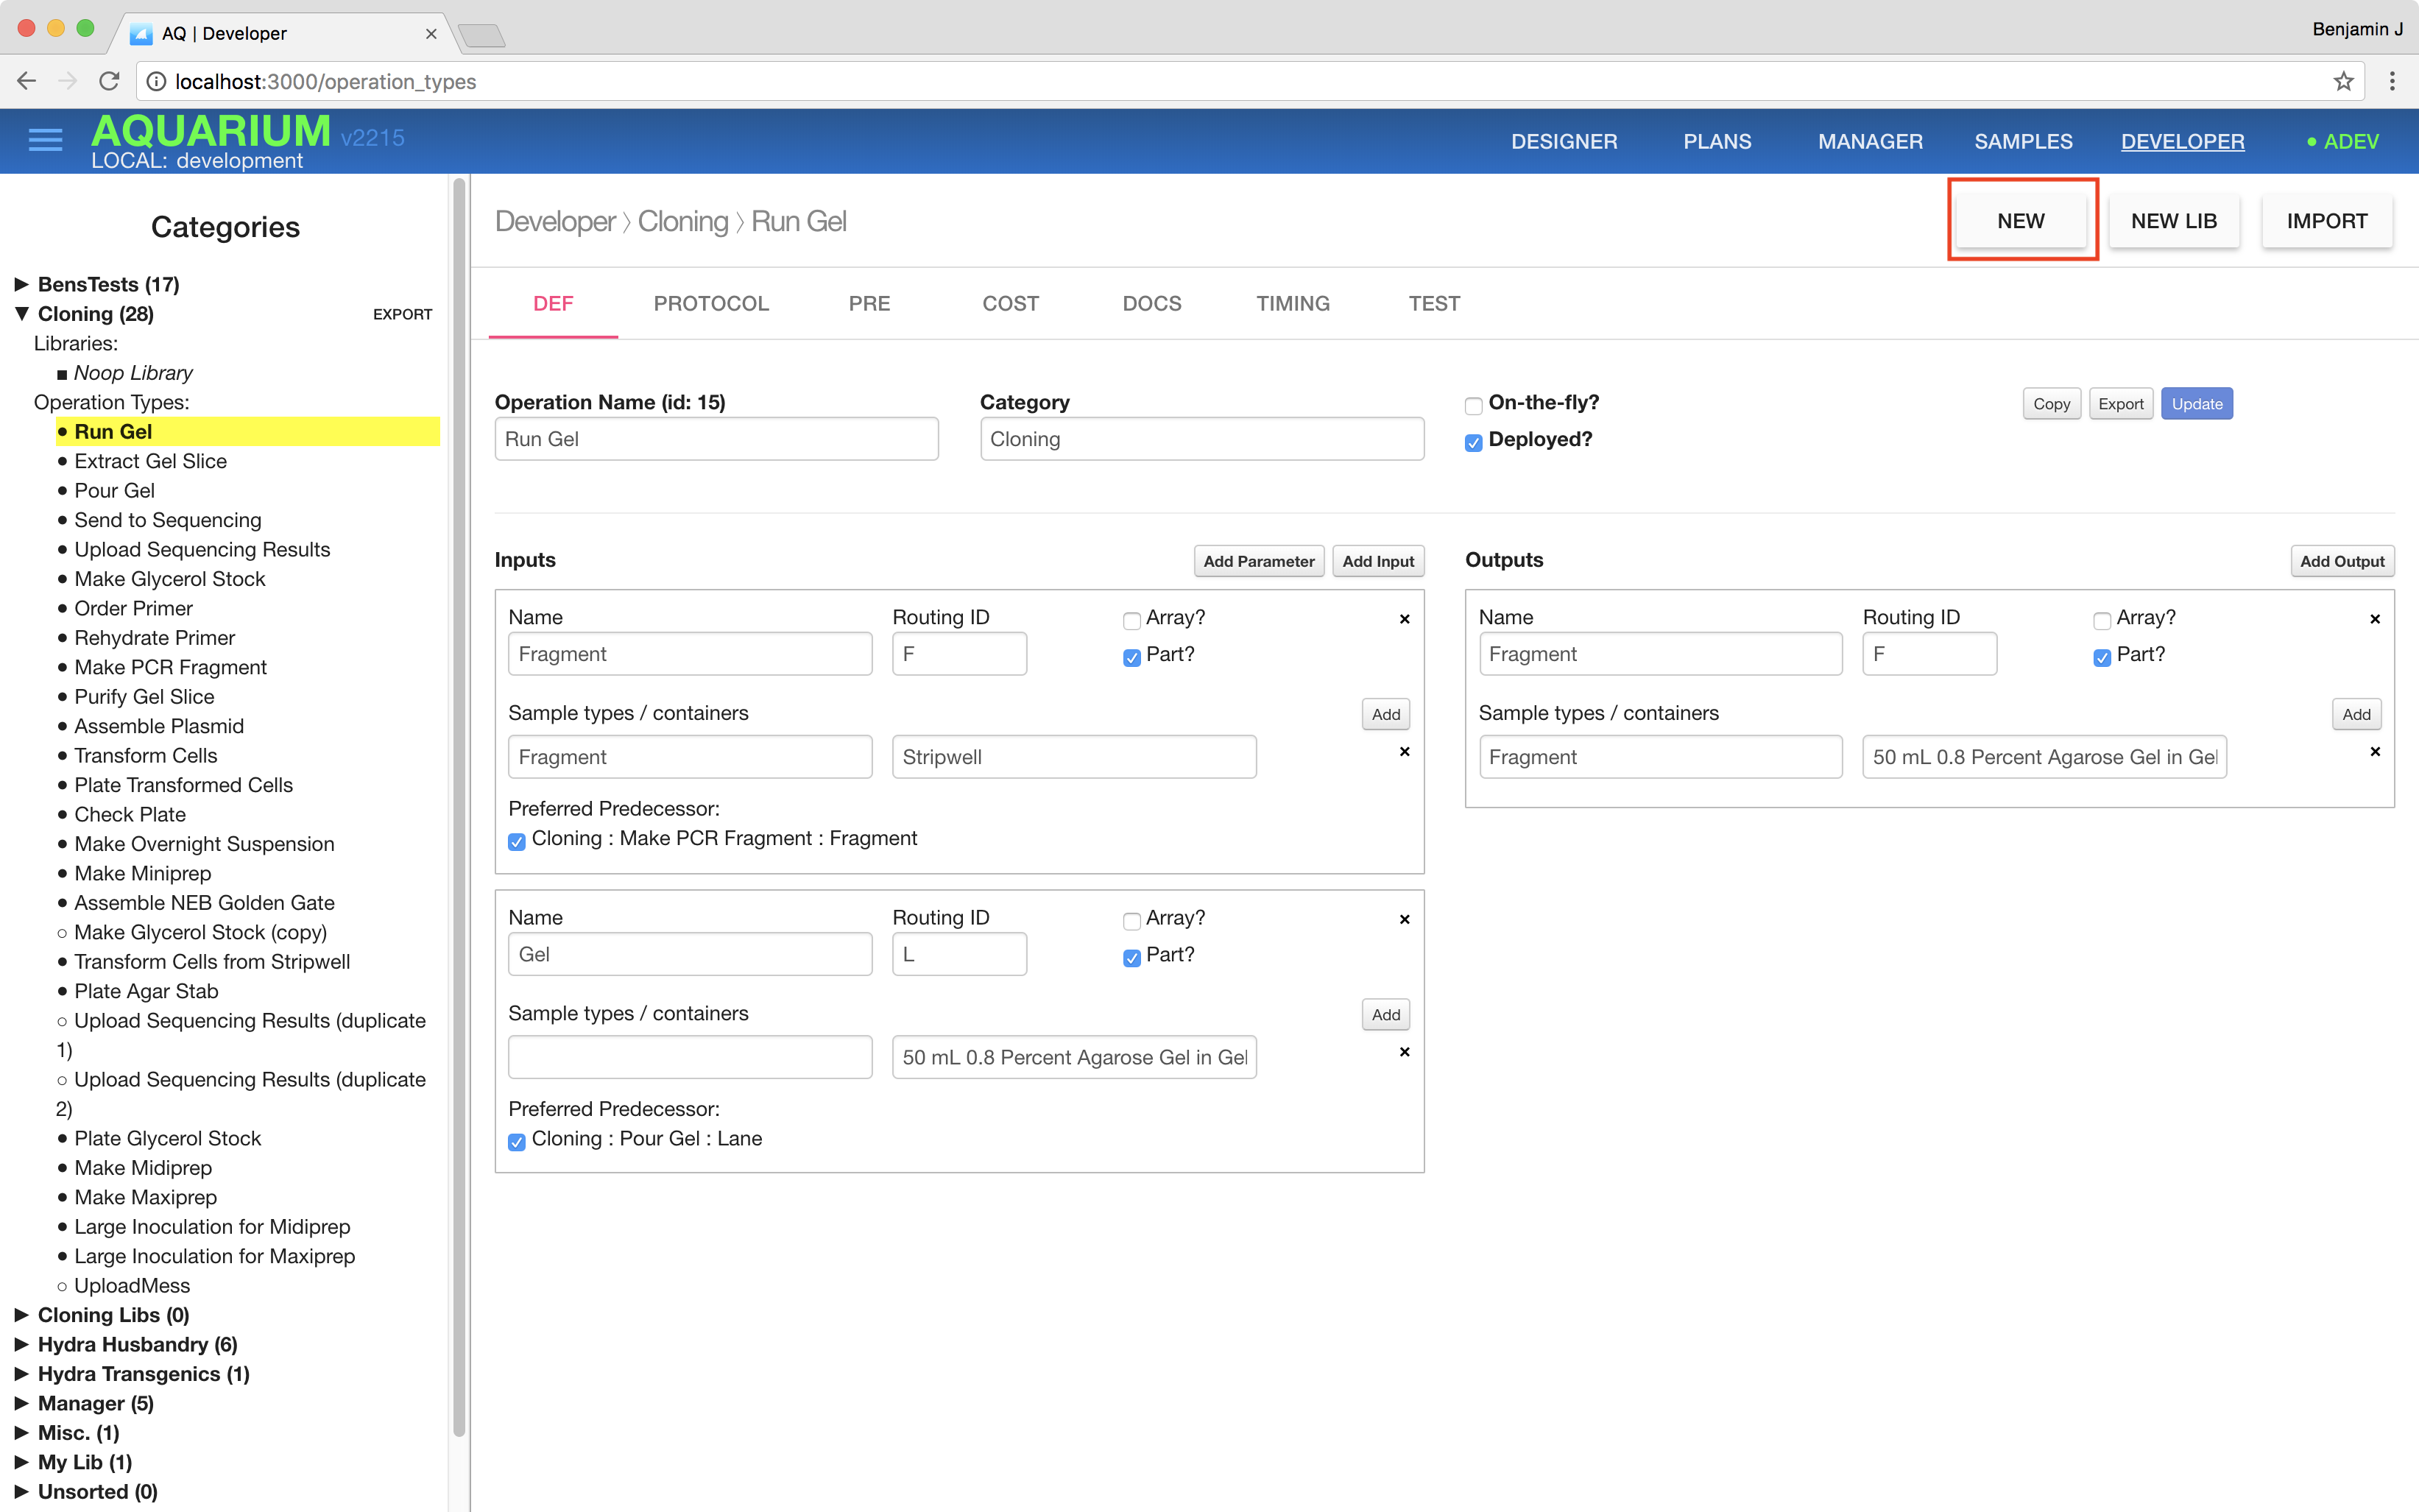 AQ | Developer
Benjamin J
localhost:3000/operation_types
AQUARIUM v2215
LOCAL: development
DESIGNER PLANS MANAGER SAMPLES DEVELOPER ADEV
Categories
BensTests (17)
Cloning (28) EXPORT
Libraries:
Noop Library
Operation Types:
Run Gel
Extract Gel Slice
Pour Gel
Send to Sequencing
Upload Sequencing Results
Make Glycerol Stock
Order Primer
Rehydrate Primer
Make PCR Fragment
Purify Gel Slice
Assemble Plasmid
Transform Cells
Plate Transformed Cells
Check Plate
Make Overnight Suspension
Make Miniprep
Assemble NEB Golden Gate
Make Glycerol Stock (copy)
Transform Cells from Stripwell
Plate Agar Stab
Upload Sequencing Results (duplicate
1)
Upload Sequencing Results (duplicate
2)
Plate Glycerol Stock
Make Midiprep
Make Maxiprep
Large Inoculation for Midiprep
Large Inoculation for Maxiprep
UploadMess
Cloning Libs (0)
Hydra Husbandry (6)
Hydra Transgenics (1)
Manager (5)
Misc. (1)
My Lib (1)
Unsorted (0)
Developer 〉Cloning 〉Run Gel
NEW NEW LIB IMPORT
DEF PROTOCOL PRE COST DOCS TIMING TEST
Operation Name (id: 15) Category On-the-fly?
Copy Export Update
Run Gel Cloning Deployed?
Inputs Add Parameter Add Input
Name Routing ID Array?
Fragment F Part?
Sample types / containers Add
Fragment Stripwell
Preferred Predecessor:
Cloning : Make PCR Fragment : Fragment
Name Routing ID Array?
Gel L Part?
Sample types / containers Add
50 mL 0.8 Percent Agarose Gel in Gel
Preferred Predecessor:
Cloning : Pour Gel : Lane
Outputs Add Output
Name Routing ID Array?
Fragment F Part?
Sample types / containers Add
Fragment 50 mL 0.8 Percent Agarose Gel in Gel